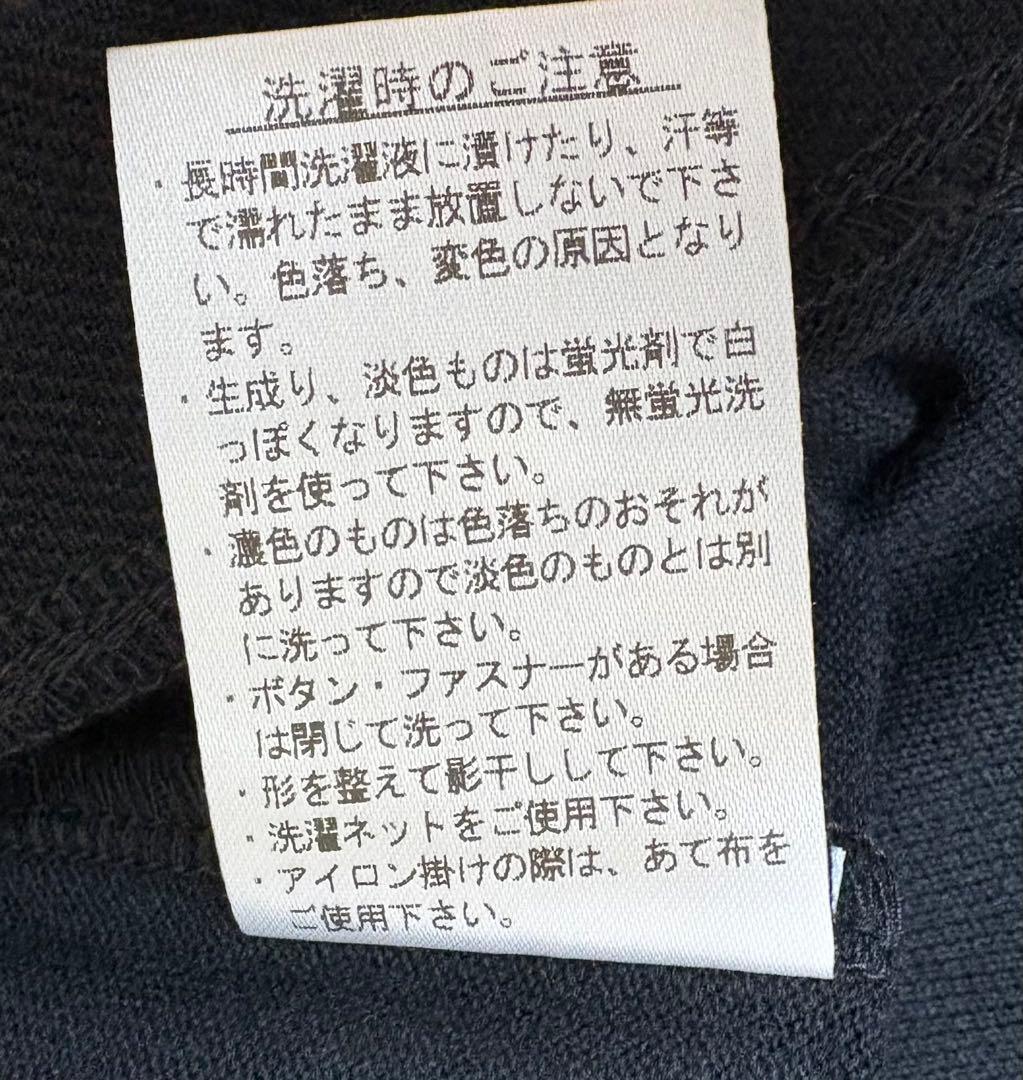 洗濯時のご注意
・長時間洗濯液に漬けたり、汗等
で濡れたまま放置しないで下さ
い。色落ち、変色の原因となり
ます。
・生成り、淡色ものは蛍光剤で白
っぽくなりますので、無蛍光洗
剤を使って下さい。
・濃色のものは色落ちのおそれが
ありますので淡色のものとは別
に洗って下さい。
・ボタン・ファスナーがある場合
は閉じて洗って下さい。
・形を整えて影干しして下さい。
・洗濯ネットをご使用下さい。
・アイロン掛けの際は、あて布を
ご使用下さい。